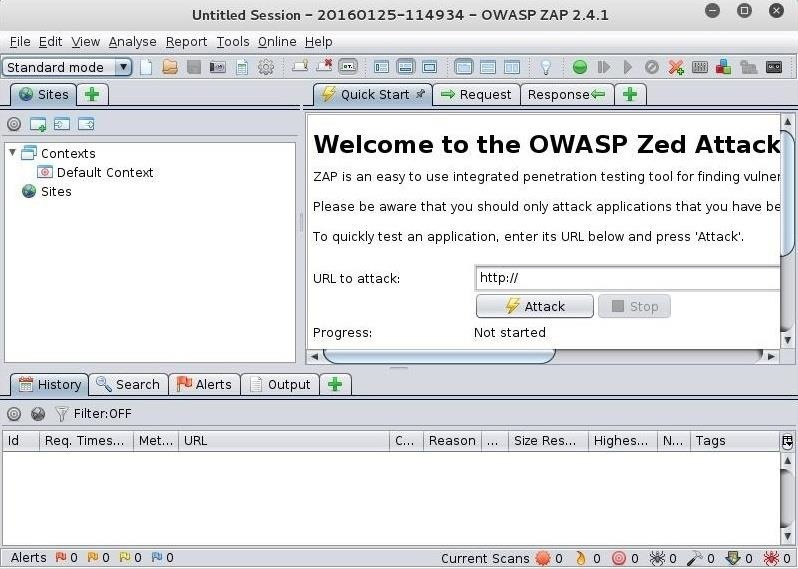 Untitled Session – 20160125-114934 – OWASP ZAP 2.4.1
File Edit View Analyse Report Tools Online Help
Standard mode
Sites
Quick Start Request Response
Contexts
Default Context
Sites
Welcome to the OWASP Zed Attack
ZAP is an easy to use integrated penetration testing tool for finding vulner
Please be aware that you should only attack applications that you have be
To quickly test an application, enter its URL below and press 'Attack'.
URL to attack: http://
Attack Stop
Progress: Not started
History Search Alerts Output
Filter:OFF
Id Req. Times... Met... URL C... Reason ... Size Res... Highes... N... Tags
Alerts 0 0 0 0 Current Scans 0 0 0 0 0 0 0